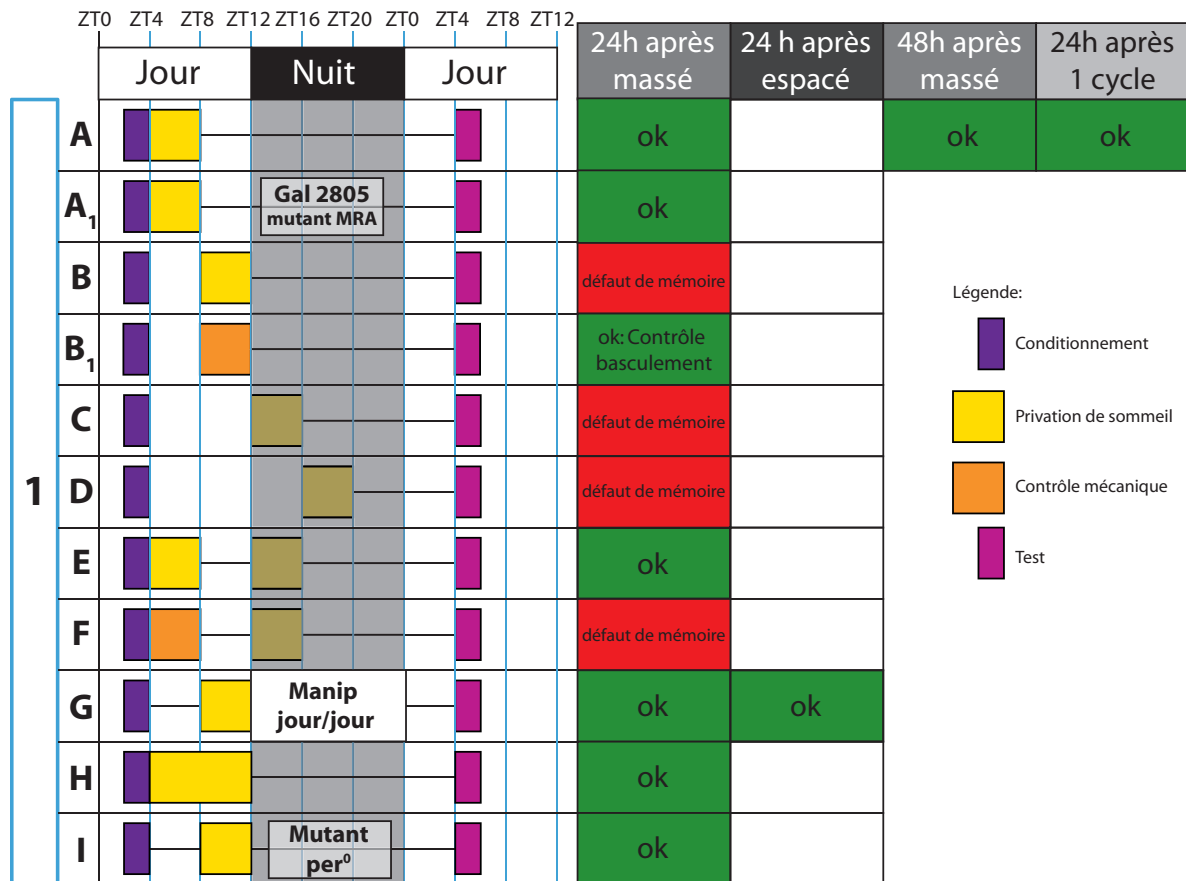 ZT0 ZT4 ZT8 ZT12 ZT16 ZT20 ZT0 ZT4 ZT8 ZT12
Jour Nuit Jour
24h après massé
24 h après espacé
48h après massé
24h après 1 cycle
1
A ok ok ok
A1 Gal 2805
mutant MRA
ok
B défaut de mémoire
B1 ok: Contrôle
basculement
C défaut de mémoire
D défaut de mémoire
E ok
F défaut de mémoire
G Manip
jour/jour
ok ok
H ok
I Mutant
per⁰
ok
Légende:
Conditionnement
Privation de sommeil
Contrôle mécanique
Test